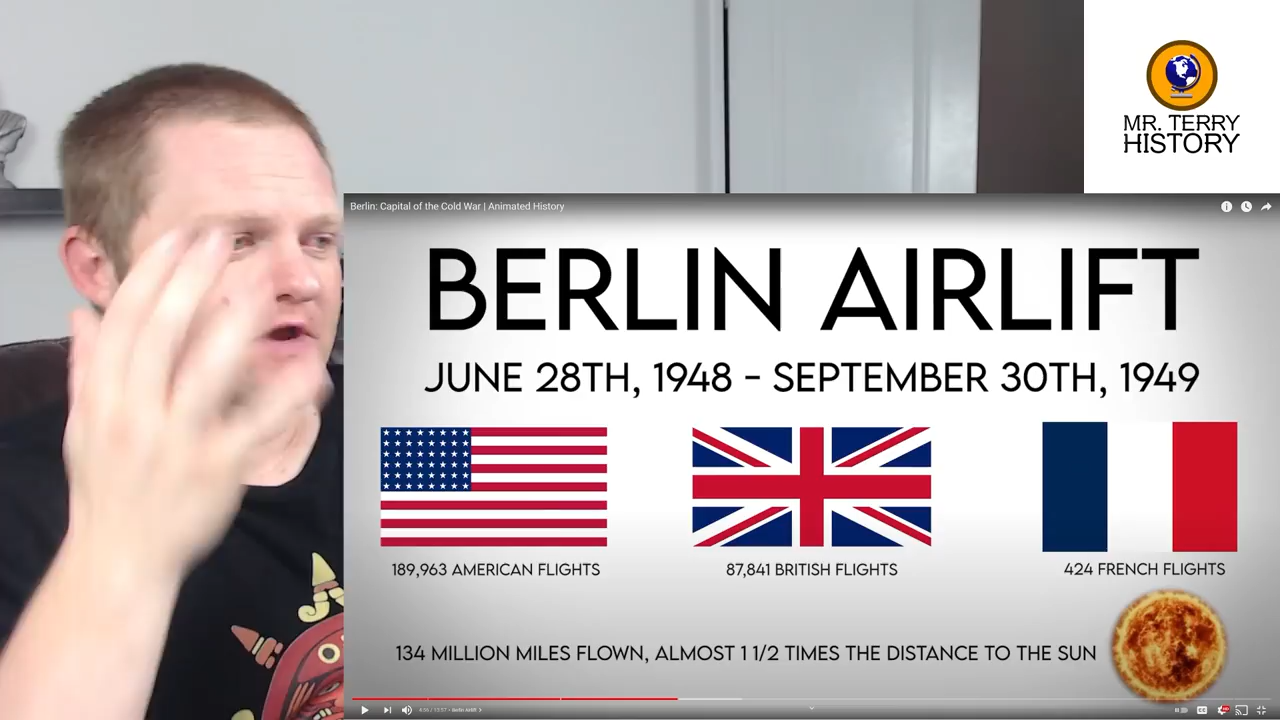 MR. TERRY
HISTORY
Berlin: Capital of the Cold War | Animated History
BERLIN AIRLIFT
JUNE 28TH, 1948 - SEPTEMBER 30TH, 1949
189,963 AMERICAN FLIGHTS
87,841 BRITISH FLIGHTS
424 FRENCH FLIGHTS
134 MILLION MILES FLOWN, ALMOST 1 1/2 TIMES THE DISTANCE TO THE SUN